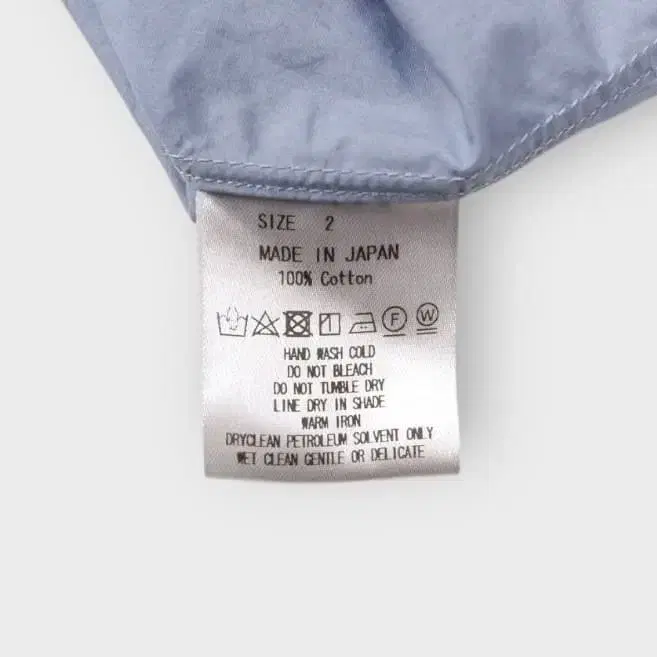 SIZE 2
MADE IN JAPAN
100% Cotton
F W
HAND WASH COLD
DO NOT BLEACH
DO NOT TUMBLE DRY
LINE DRY IN SHADE
WARM IRON
DRYCLEAN PETROLEUM SOLVENT ONLY
WET CLEAN GENTLE OR DELICATE